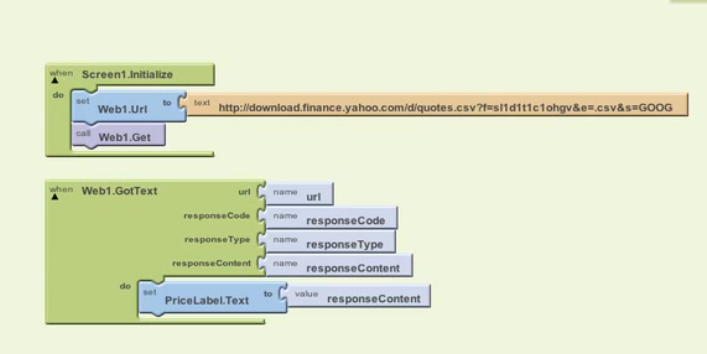 when Screen1.Initialize
do set Web1.Url to text http://download.finance.yahoo.com/d/quotes.csv?f=sl1d1t1c1ohgv&e=.csv&s=GOOG
call Web1.Get
when Web1.GotText url name url
responseCode name responseCode
responseType name responseType
responseContent name responseContent
do set PriceLabel.Text to value responseContent